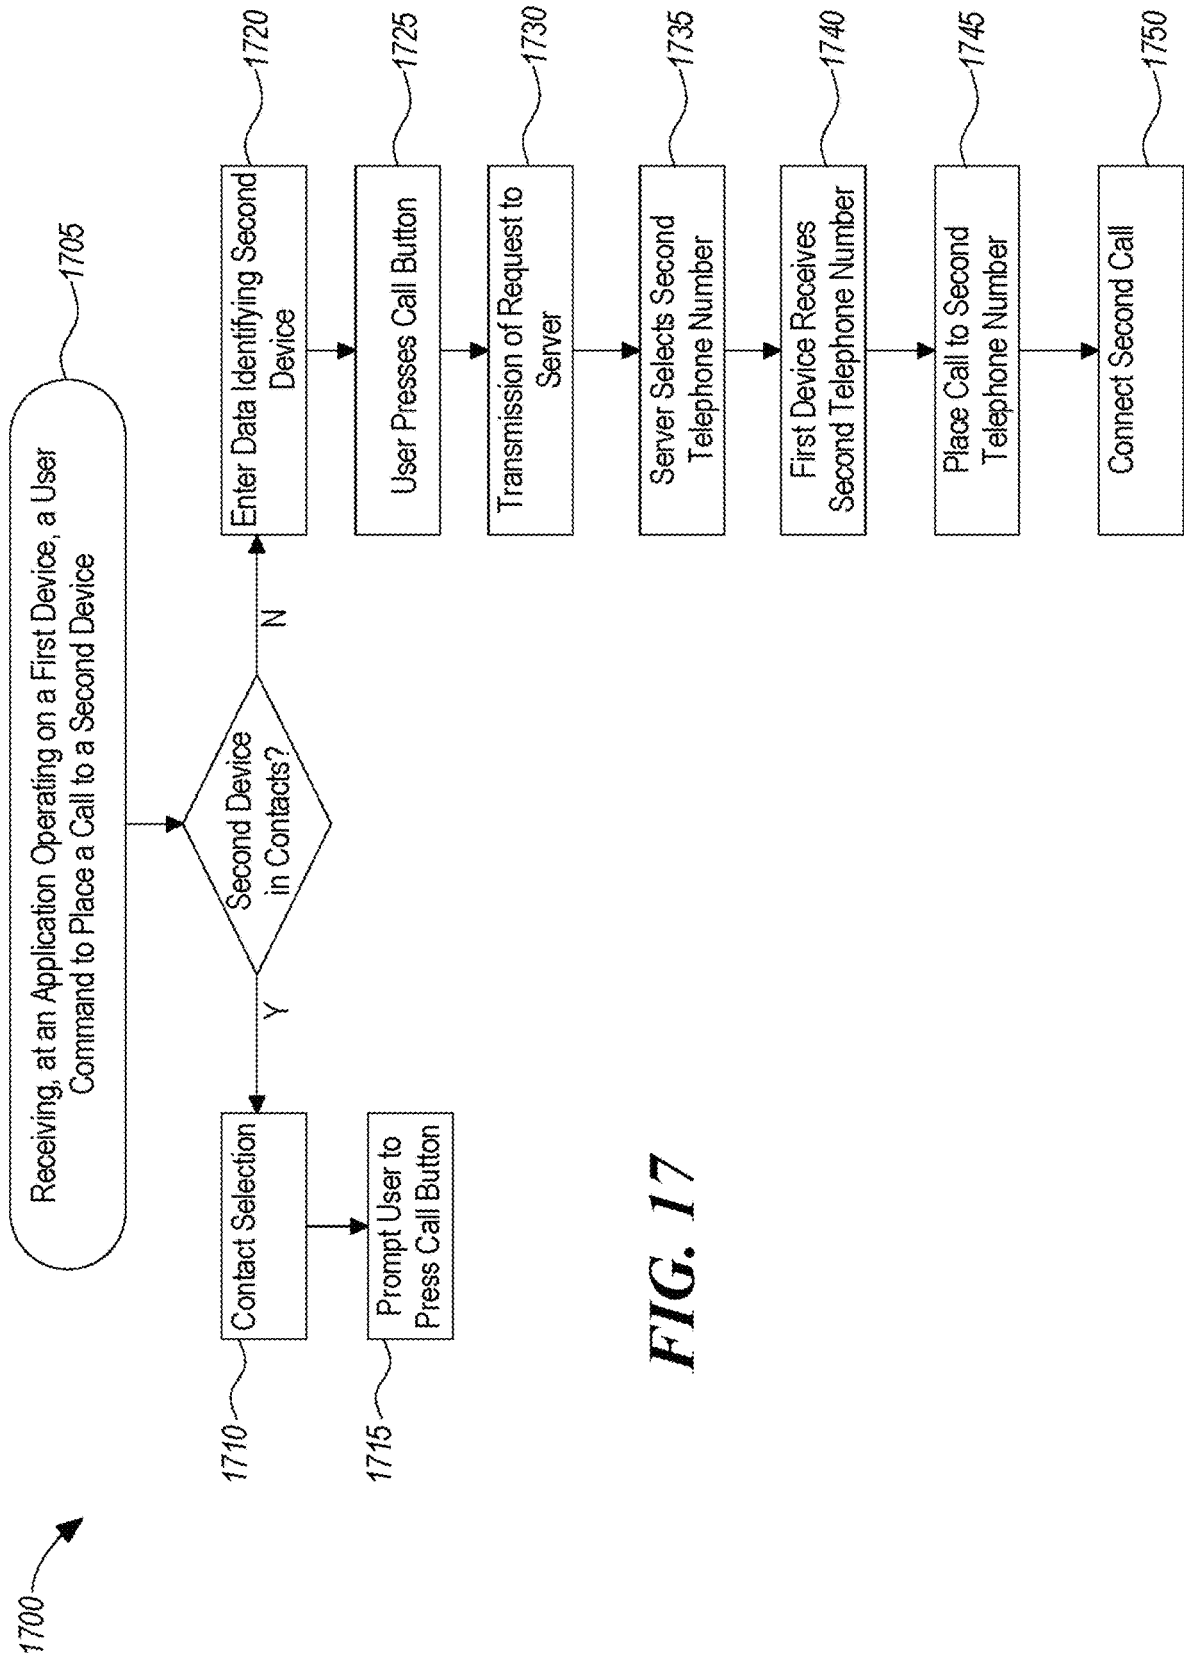 1700
Receiving, at an Application Operating on a First Device, a User
Command to Place a Call to a Second Device
1705
Second Device
in Contacts?
Y
N
1710
Contact Selection
1715
Prompt User to
Press Call Button
Enter Data Identifying Second
Device
1720
User Presses Call Button
1725
Transmission of Request to
Server
1730
Server Selects Second
Telephone Number
1735
First Device Receives
Second Telephone Number
1740
Place Call to Second
Telephone Number
1745
Connect Second Call
1750
FIG. 17